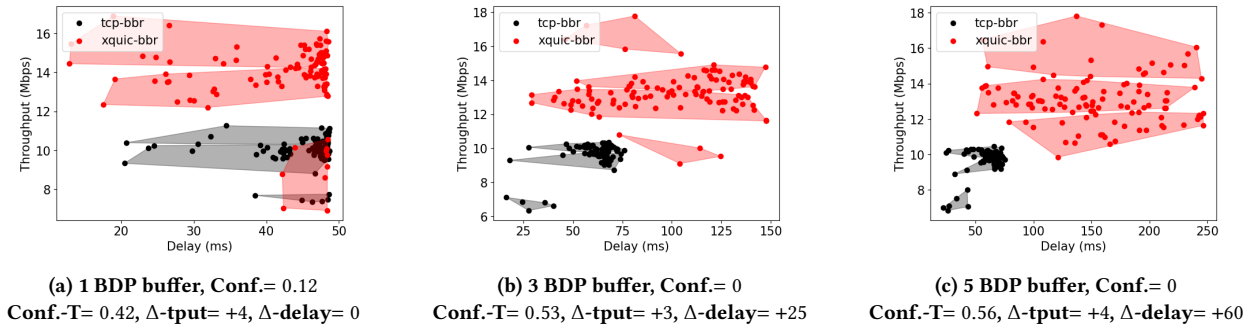 16
14
12
10
8
Throughput (Mbps)
20
30
40
50
Delay (ms)
tcp-bbr
xquic-bbr
(a) 1 BDP buffer, Conf.= 0.12
Conf.-T= 0.42, Δ-tput= +4, Δ-delay= 0
18
16
14
12
10
8
6
Throughput (Mbps)
25
50
75
100
125
150
Delay (ms)
tcp-bbr
xquic-bbr
(b) 3 BDP buffer, Conf.= 0
Conf.-T= 0.53, Δ-tput= +3, Δ-delay= +25
18
16
14
12
10
8
Throughput (Mbps)
50
100
150
200
250
Delay (ms)
tcp-bbr
xquic-bbr
(c) 5 BDP buffer, Conf.= 0
Conf.-T= 0.56, Δ-tput= +4, Δ-delay= +60